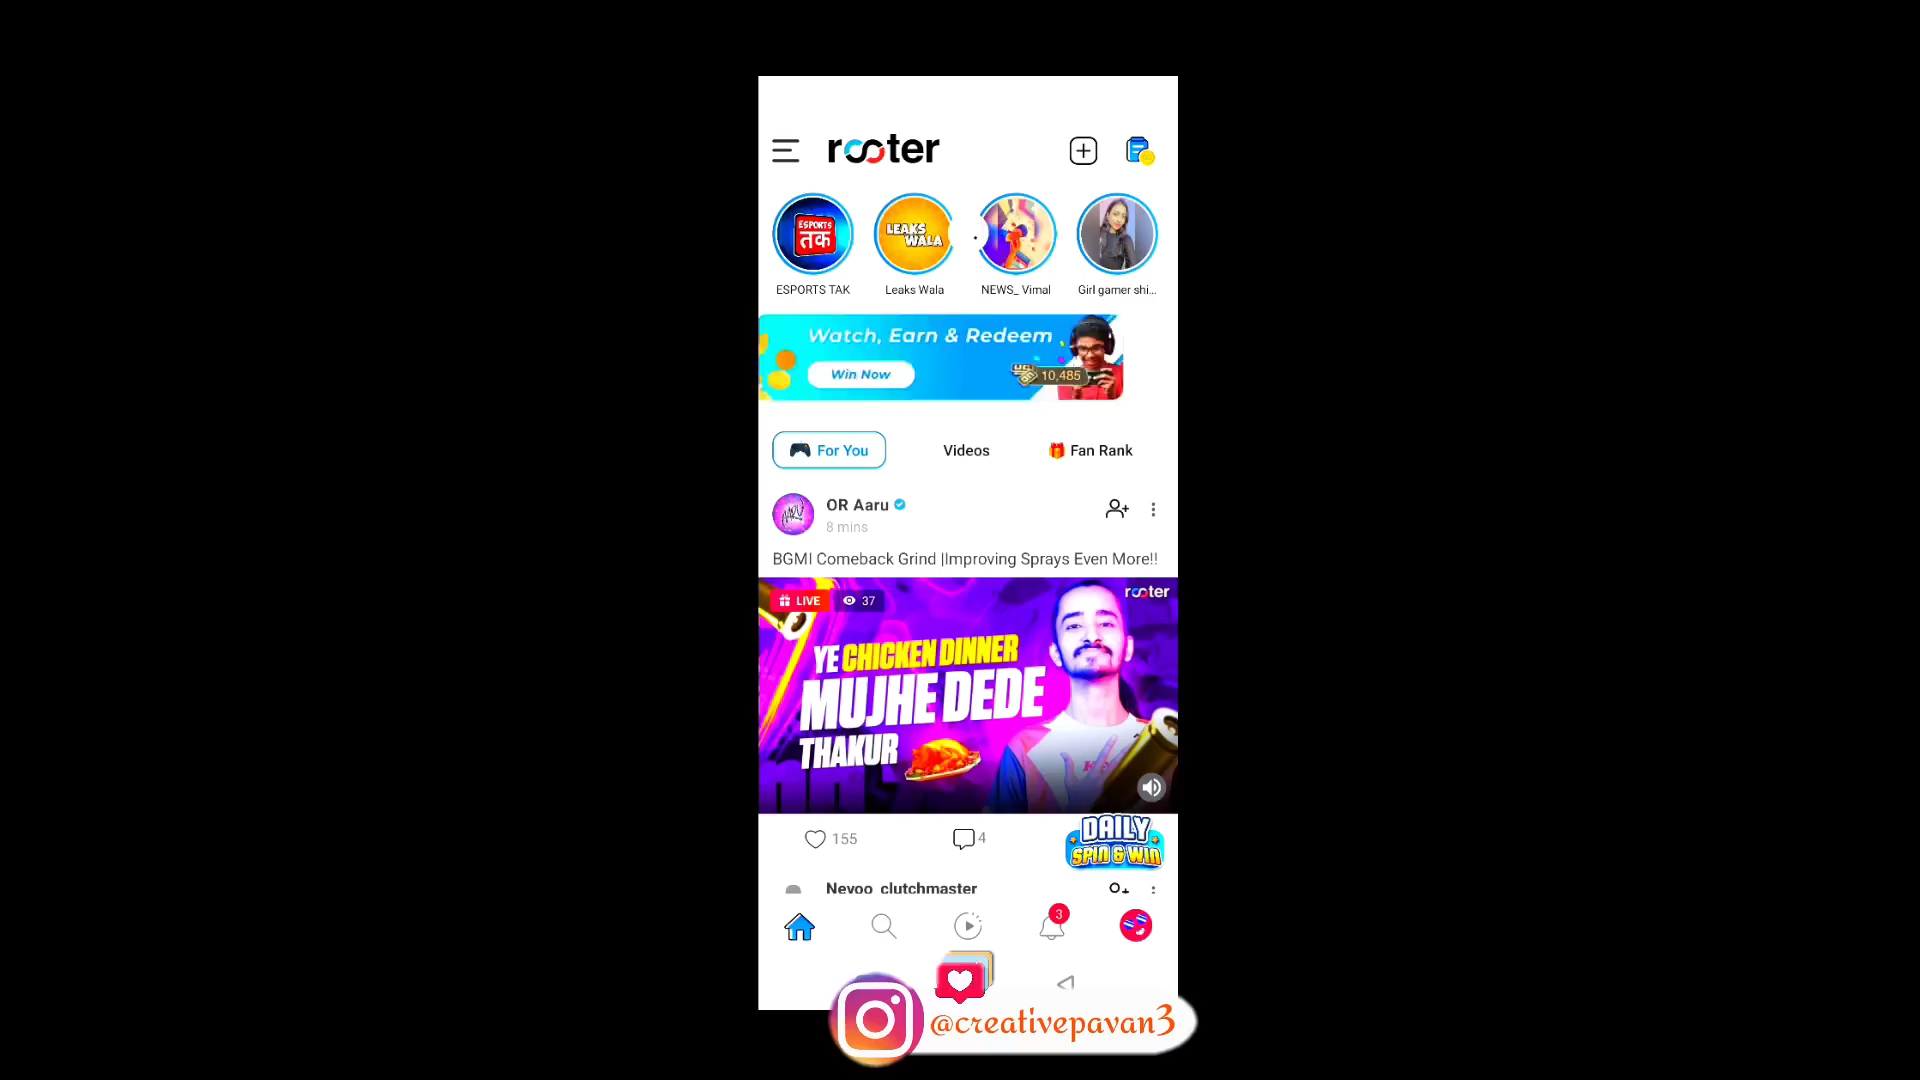 rooter
ESPORTS
तक
LEAKS
WALA
ESPORTS TAK
Leaks Wala
NEWS_ Vimal
Girl gamer shi...
Watch, Earn & Redeem
Win Now
10,485
For You
Videos
Fan Rank
OR Aaru
8 mins
BGMI Comeback Grind |Improving Sprays Even More!!
LIVE
37
rooter
YE CHICKEN DINNER
MUJHE DEDE
THAKUR
155
4
DAILY
SPIN & WIN
Nevoo_clutchmaster
3
@creativepavan3